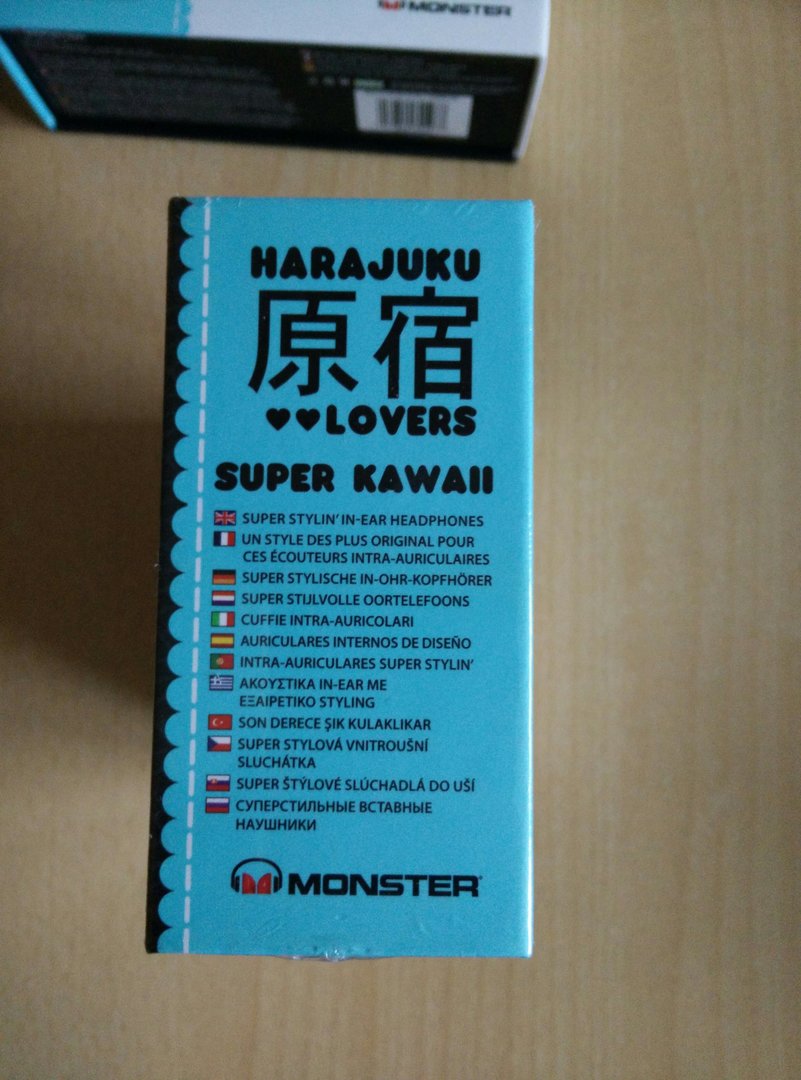 MONSTER
HARAJUKU
原宿
♥♥LOVERS
SUPER KAWAII
SUPER STYLIN' IN-EAR HEADPHONES
UN STYLE DES PLUS ORIGINAL POUR
CES ÉCOUTEURS INTRA-AURICULAIRES
SUPER STYLISCHE IN-OHR-KOPFHÖRER
SUPER STIJLVOLLE OORTELEFOONS
CUFFIE INTRA-AURICOLARI
AURICULARES INTERNOS DE DISEÑO
INTRA-AURICULARES SUPER STYLIN'
ΑΚΟΥΣΤΙΚΑ IN-EAR ΜΕ
ΕΞΑΙΡΕΤΙΚΟ STYLING
SON DERECE ŞIK KULAKLIKAR
SUPER STYLOVÁ VNITROUŠNÍ
SLUCHÁTKA
SUPER ŠTÝLOVÉ SLÚCHADLÁ DO UŠÍ
СУПЕРСТИЛЬНЫЕ ВСТАВНЫЕ
НАУШНИКИ
MONSTER